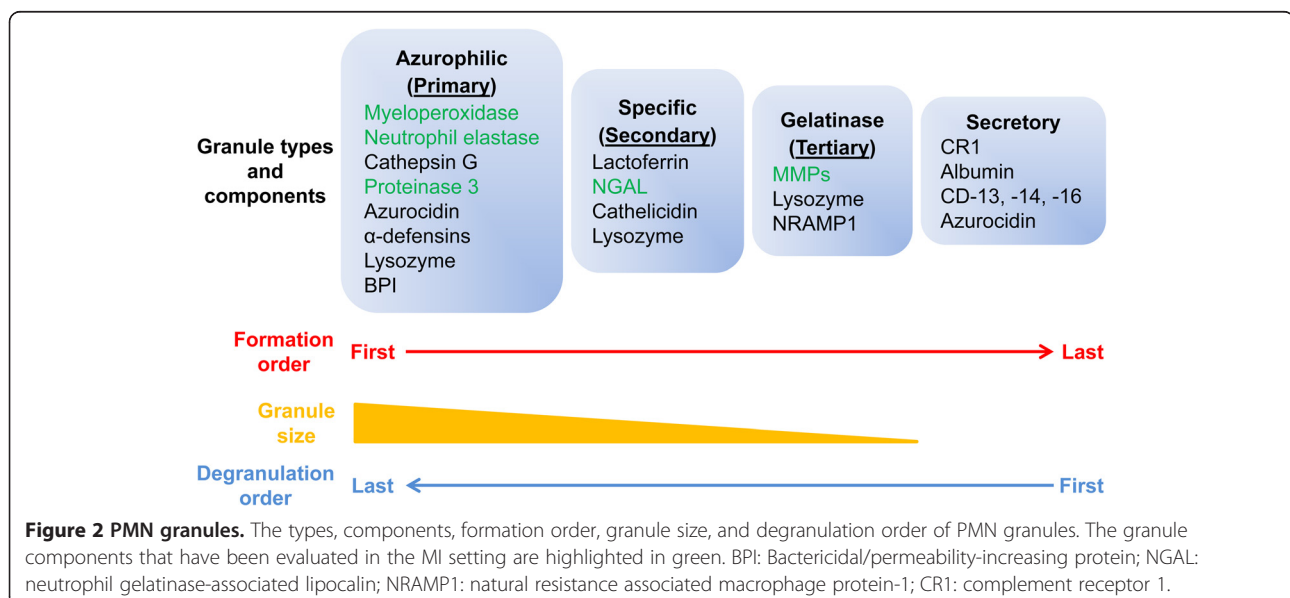 Granule types
and
components
Azurophilic
(Primary)
Myeloperoxidase
Neutrophil elastase
Cathepsin G
Proteinase 3
Azurocidin
α-defensins
Lysozyme
BPI
Specific
(Secondary)
Lactoferrin
NGAL
Cathelicidin
Lysozyme
Gelatinase
(Tertiary)
MMPs
Lysozyme
NRAMP1
Secretory
CR1
Albumin
CD-13, -14, -16
Azurocidin
Formation
order
First
Last
Granule
size
Degranulation
order
Last
First
Figure 2 PMN granules. The types, components, formation order, granule size, and degranulation order of PMN granules. The granule
components that have been evaluated in the MI setting are highlighted in green. BPI: Bactericidal/permeability-increasing protein; NGAL:
neutrophil gelatinase-associated lipocalin; NRAMP1: natural resistance associated macrophage protein-1; CR1: complement receptor 1.